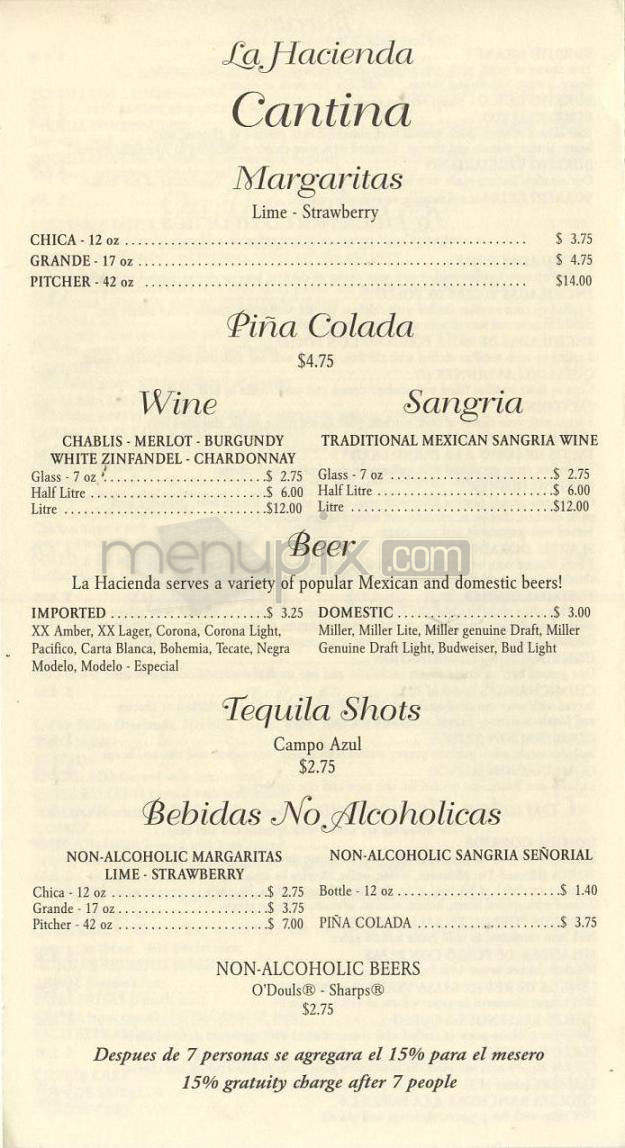 La Hacienda
Cantina
Margaritas
Lime - Strawberry
CHICA - 12 oz ........................................................................ $ 3.75
GRANDE - 17 oz ..................................................................... $ 4.75
PITCHER - 42 oz .................................................................... $14.00
Piña Colada
$4.75
Wine
CHABLIS - MERLOT - BURGUNDY
WHITE ZINFANDEL - CHARDONNAY
Glass - 7 oz ..............................$ 2.75
Half Litre ................................$ 6.00
Litre .....................................$12.00
Sangria
TRADITIONAL MEXICAN SANGRIA WINE
Glass - 7 oz ..............................$ 2.75
Half Litre ................................$ 6.00
Litre .....................................$12.00
menupix.com
Beer
La Hacienda serves a variety of popular Mexican and domestic beers!
IMPORTED ..............................$ 3.25
XX Amber, XX Lager, Corona, Corona Light,
Pacifico, Carta Blanca, Bohemia, Tecate, Negra
Modelo, Modelo - Especial
DOMESTIC ..............................$ 3.00
Miller, Miller Lite, Miller genuine Draft, Miller
Genuine Draft Light, Budweiser, Bud Light
Tequila Shots
Campo Azul
$2.75
Bebidas No Alcoholicas
NON-ALCOHOLIC MARGARITAS
LIME - STRAWBERRY
Chica - 12 oz ............................$ 2.75
Grande - 17 oz ...........................$ 3.75
Pitcher - 42 oz ..........................$ 7.00
NON-ALCOHOLIC SANGRIA SEÑORIAL
Bottle - 12 oz ............................$ 1.40
PIÑA COLADA ..........................$ 3.75
NON-ALCOHOLIC BEERS
O'Douls® - Sharps®
$2.75
Despues de 7 personas se agregara el 15% para el mesero
15% gratuity charge after 7 people